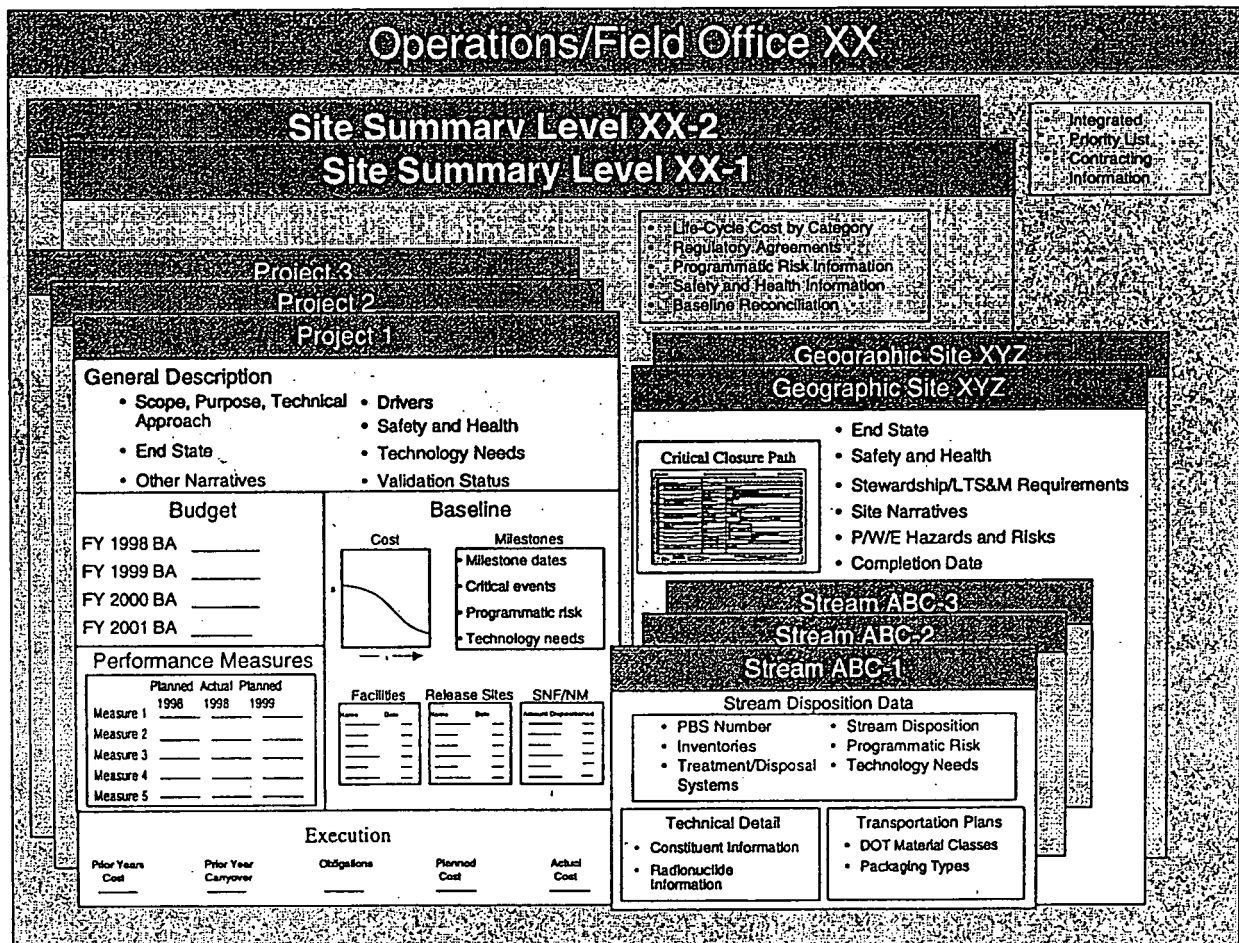 Operations/Field Office XX
Site Summary Level XX-2
Site Summary Level XX-1
• Integrated
Priority List
• Contracting
Information
• Life-Cycle Cost by Category
• Regulatory Agreements
• Programmatic Risk Information
• Safety and Health Information
• Baseline Reconciliation
Project 3
Project 2
Project 1
General Description
• Scope, Purpose, Technical
Approach
• End State
• Other Narratives
• Drivers
• Safety and Health
• Technology Needs
• Validation Status
Budget
FY 1998 BA
FY 1999 BA
FY 2000 BA
FY 2001 BA
Baseline
Cost
$
t
Milestones
• Milestone dates
• Critical events
• Programmatic risk
• Technology needs
Performance Measures
Planned Actual Planned
1998 1998 1999
Measure 1
Measure 2
Measure 3
Measure 4
Measure 5
Facilities
Name Date
Release Sites
Name Date
SNF/NM
Amount Dispositioned
Execution
Prior Years
Cost
Prior Year
Carryover
Obligations
Planned
Cost
Actual
Cost
Geographic Site XYZ
Geographic Site XYZ
Critical Closure Path
• End State
• Safety and Health
• Stewardship/LTS&M Requirements
• Site Narratives
• P/W/E Hazards and Risks
• Completion Date
Stream ABC-3
Stream ABC-2
Stream ABC-1
Stream Disposition Data
• PBS Number
• Inventories
• Treatment/Disposal
Systems
• Stream Disposition
• Programmatic Risk
• Technology Needs
Technical Detail
• Constituent Information
• Radionuclide
Information
Transportation Plans
• DOT Material Classes
• Packaging Types